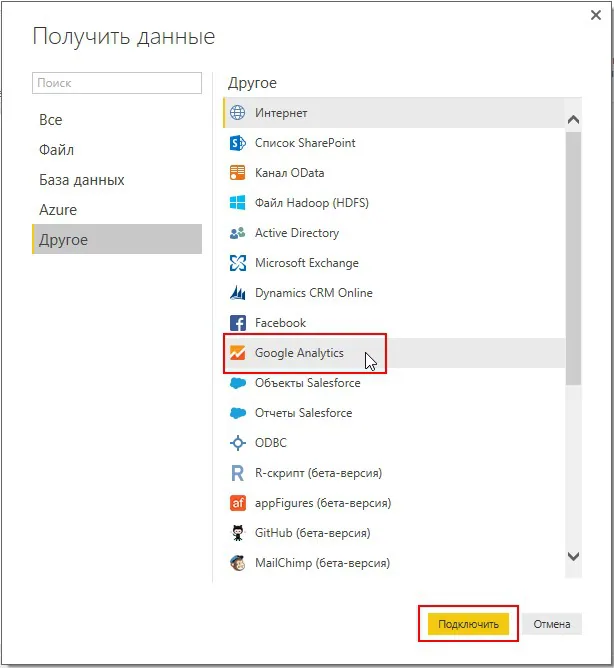 Получить данные
Поиск
Все
Файл
База данных
Azure
Другое
Другое
Интернет
Список SharePoint
Канал OData
Файл Hadoop (HDFS)
Active Directory
Microsoft Exchange
Dynamics CRM Online
Facebook
Google Analytics
Объекты Salesforce
Отчеты Salesforce
ODBC
R-скрипт (бета-версия)
appFigures (бета-версия)
GitHub (бета-версия)
MailChimp (бета-версия)
Подключить
Отмена